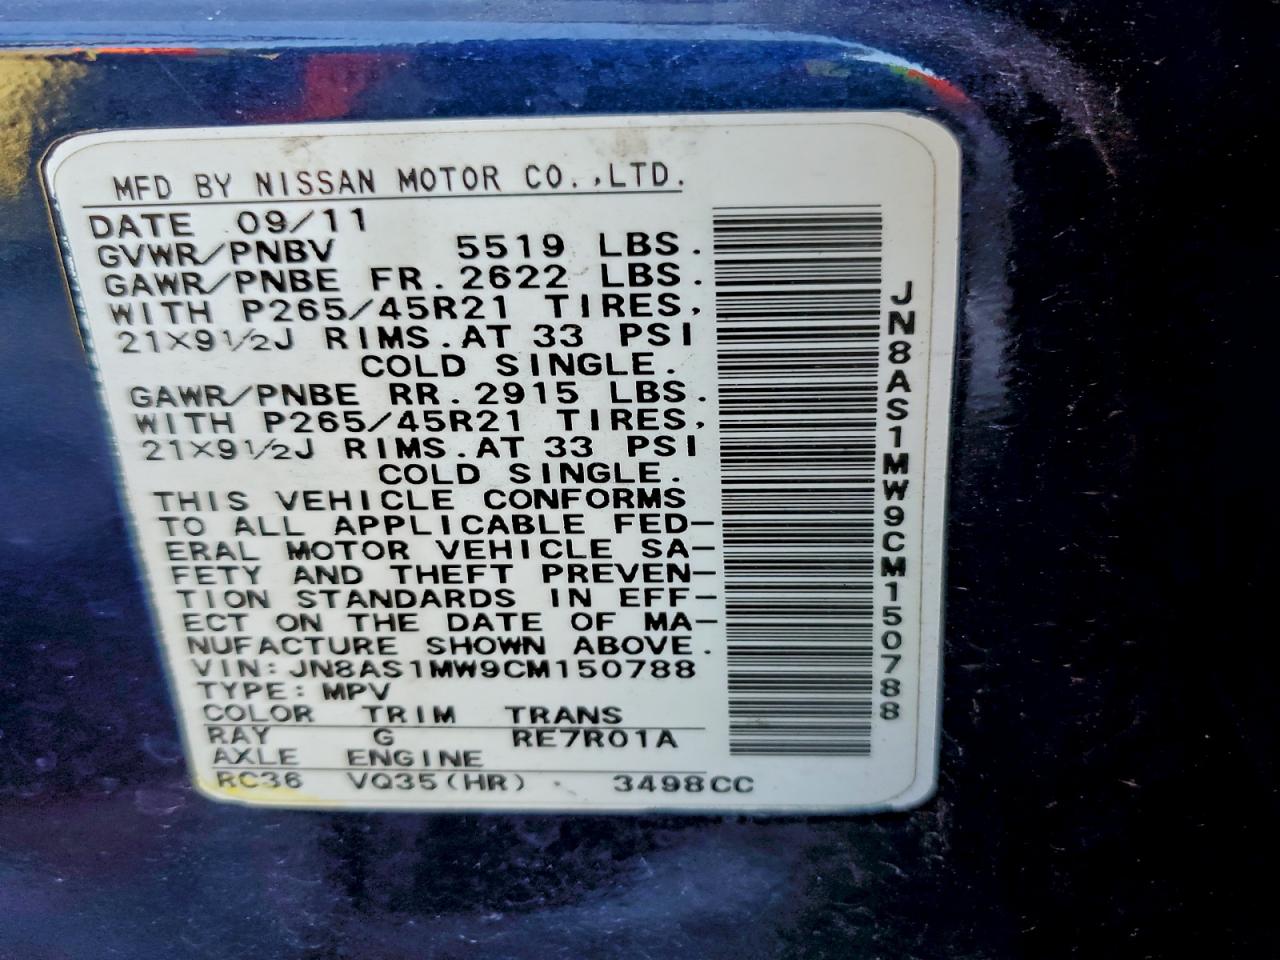 MFD BY NISSAN MOTOR CO.,LTD.
DATE 09/11
GVWR/PNBV 5519 LBS.
GAWR/PNBE FR.2622 LBS.
WITH P265/45R21 TIRES,
21X9½J RIMS.AT 33 PSI
COLD SINGLE.
GAWR/PNBE RR.2915 LBS.
WITH P265/45R21 TIRES,
21X9½J RIMS.AT 33 PSI
COLD SINGLE.
THIS VEHICLE CONFORMS
TO ALL APPLICABLE FED-
ERAL MOTOR VEHICLE SA-
FETY AND THEFT PREVEN-
TION STANDARDS IN EFF-
ECT ON THE DATE OF MA-
NUFACTURE SHOWN ABOVE.
VIN:JN8AS1MW9CM150788
TYPE:MPV
COLOR TRIM TRANS
RAY G RE7R01A
AXLE ENGINE
RC36 VQ35(HR) 3498CC
JN8AS1MW9CM150788